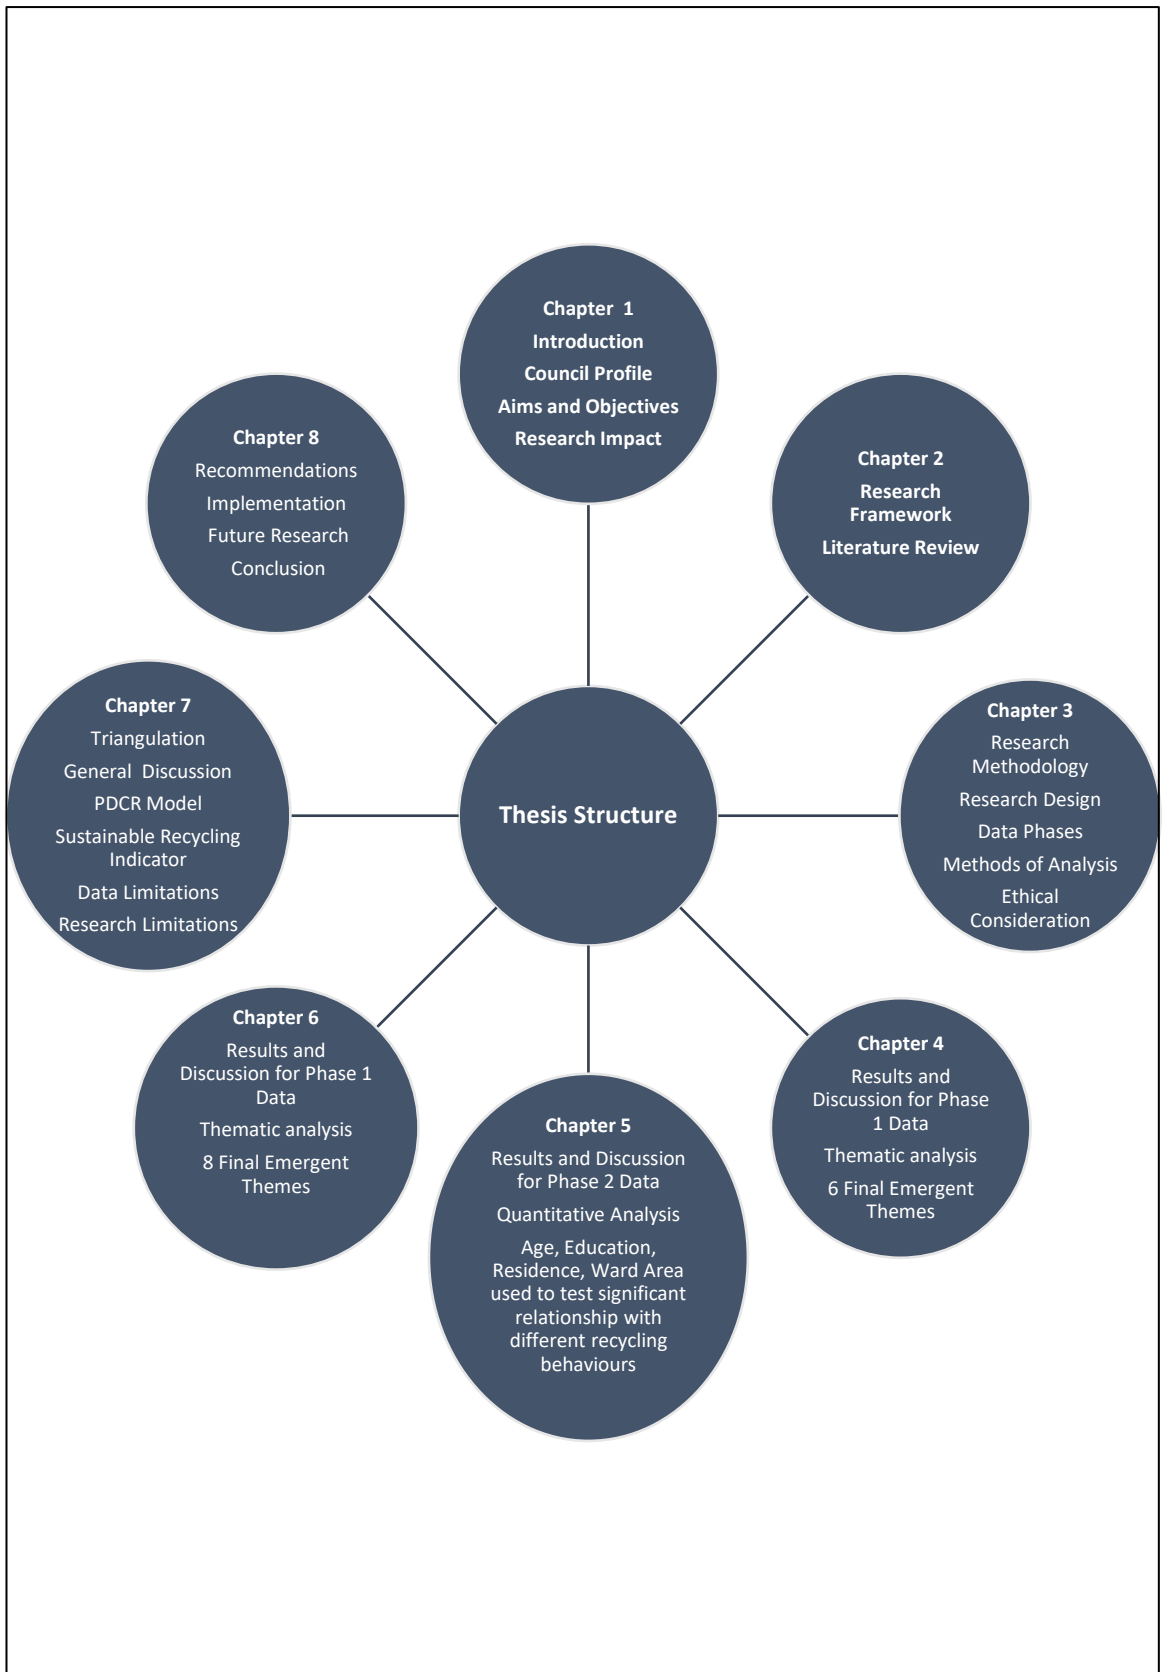 Chapter 1
Introduction
Council Profile
Aims and Objectives
Research Impact
Chapter 2
Research
Framework
Literature Review
Chapter 3
Research
Methodology
Research Design
Data Phases
Methods of Analysis
Ethical
Consideration
Chapter 4
Results and
Discussion for Phase
1 Data
Thematic analysis
6 Final Emergent
Themes
Chapter 5
Results and Discussion
for Phase 2 Data
Quantitative Analysis
Age, Education,
Residence, Ward Area
used to test significant
relationship with
different recycling
behaviours
Chapter 6
Results and
Discussion for Phase 1
Data
Thematic analysis
8 Final Emergent
Themes
Chapter 7
Triangulation
General Discussion
PDCR Model
Sustainable Recycling
Indicator
Data Limitations
Research Limitations
Chapter 8
Recommendations
Implementation
Future Research
Conclusion
Thesis Structure